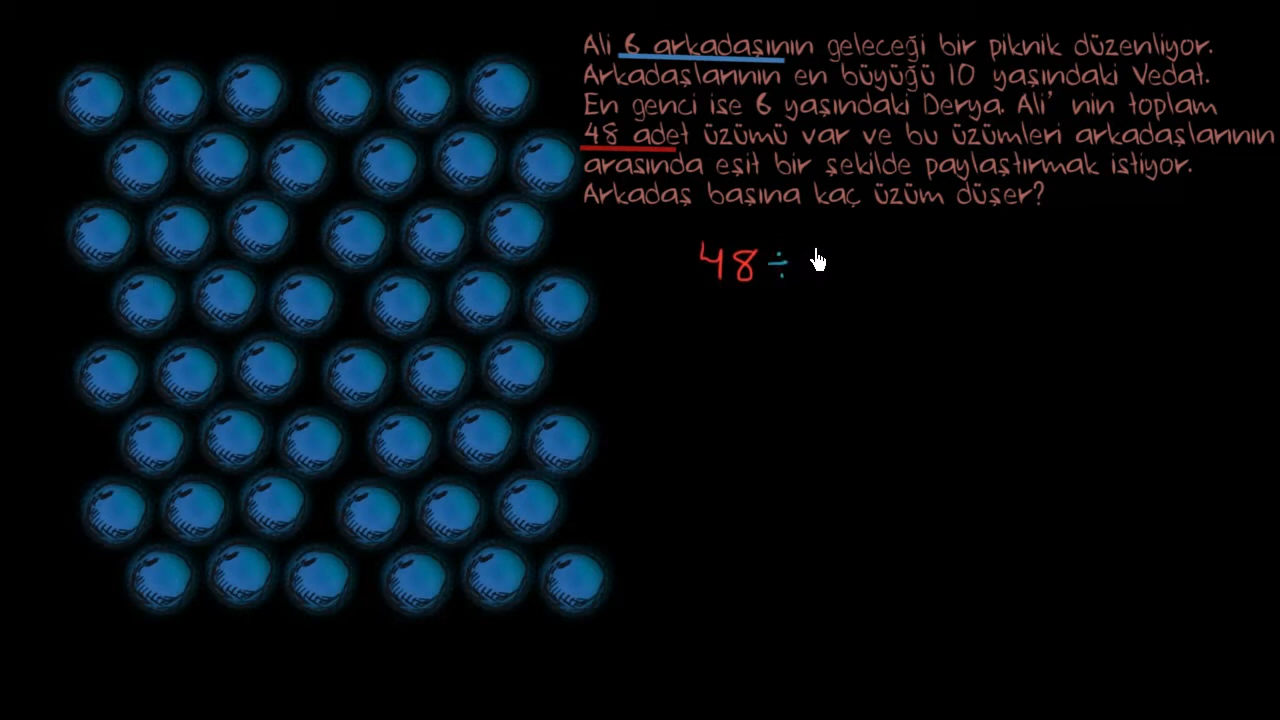 Ali 6 arkadaşının geleceği bir piknik düzenliyor.
Arkadaşlarının en büyüğü 10 yaşındaki Vedat.
En genci ise 6 yaşındaki Derya. Ali' nin toplam
48 adet üzümü var ve bu üzümleri arkadaşlarının
arasında eşit bir şekilde paylaştırmak istiyor.
Arkadaş başına kaç üzüm düşer?
48 ÷